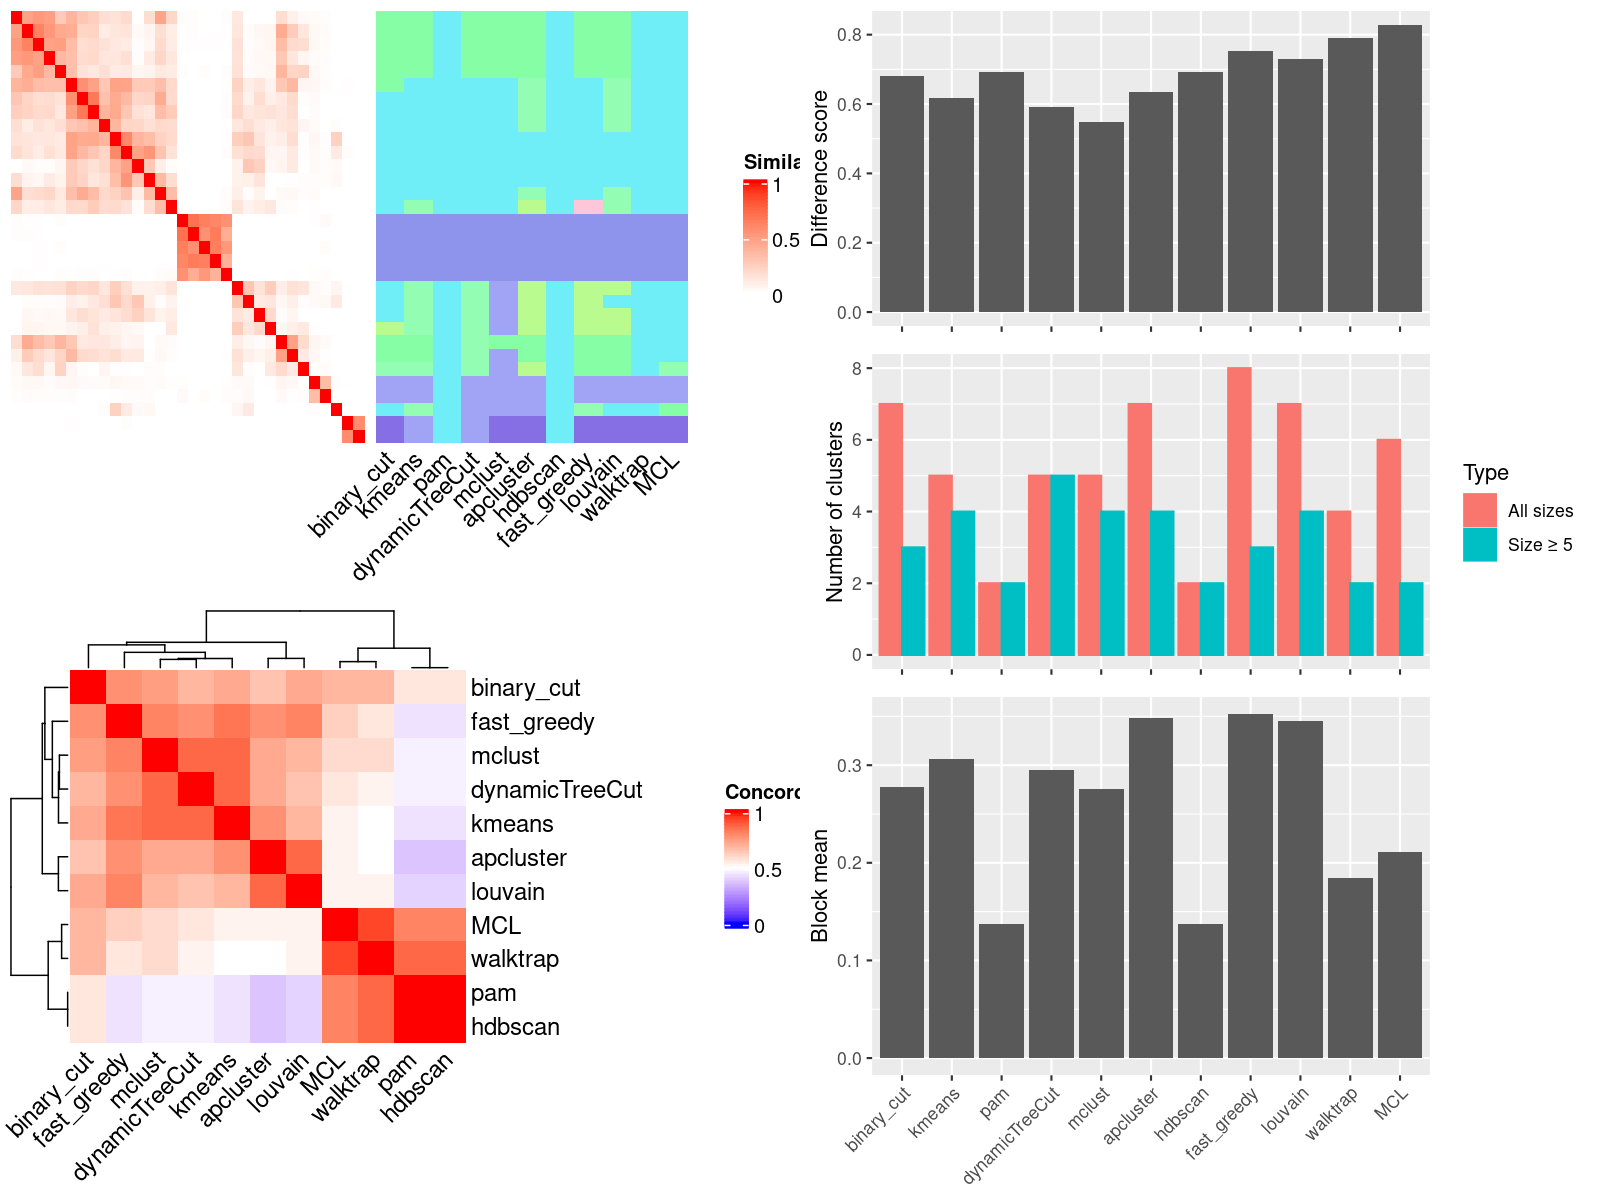 Simila
1
0.5
0
binary_cut
kmeans
pam
dynamicTreeCut
mclust
apcluster
hdbscan
fast_greedy
louvain
walktrap
MCL
binary_cut
fast_greedy
mclust
dynamicTreeCut
kmeans
apcluster
louvain
MCL
walktrap
pam
hdbscan
Concord
1
0.5
0
binary_cut
fast_greedy
mclust
dynamicTreeCut
kmeans
apcluster
louvain
MCL
walktrap
pam
hdbscan
Difference score
0.8
0.6
0.4
0.2
0.0
Number of clusters
8
6
4
2
0
Type
All sizes
Size ≥ 5
Block mean
0.3
0.2
0.1
0.0
binary_cut
kmeans
pam
dynamicTreeCut
mclust
apcluster
hdbscan
fast_greedy
louvain
walktrap
MCL